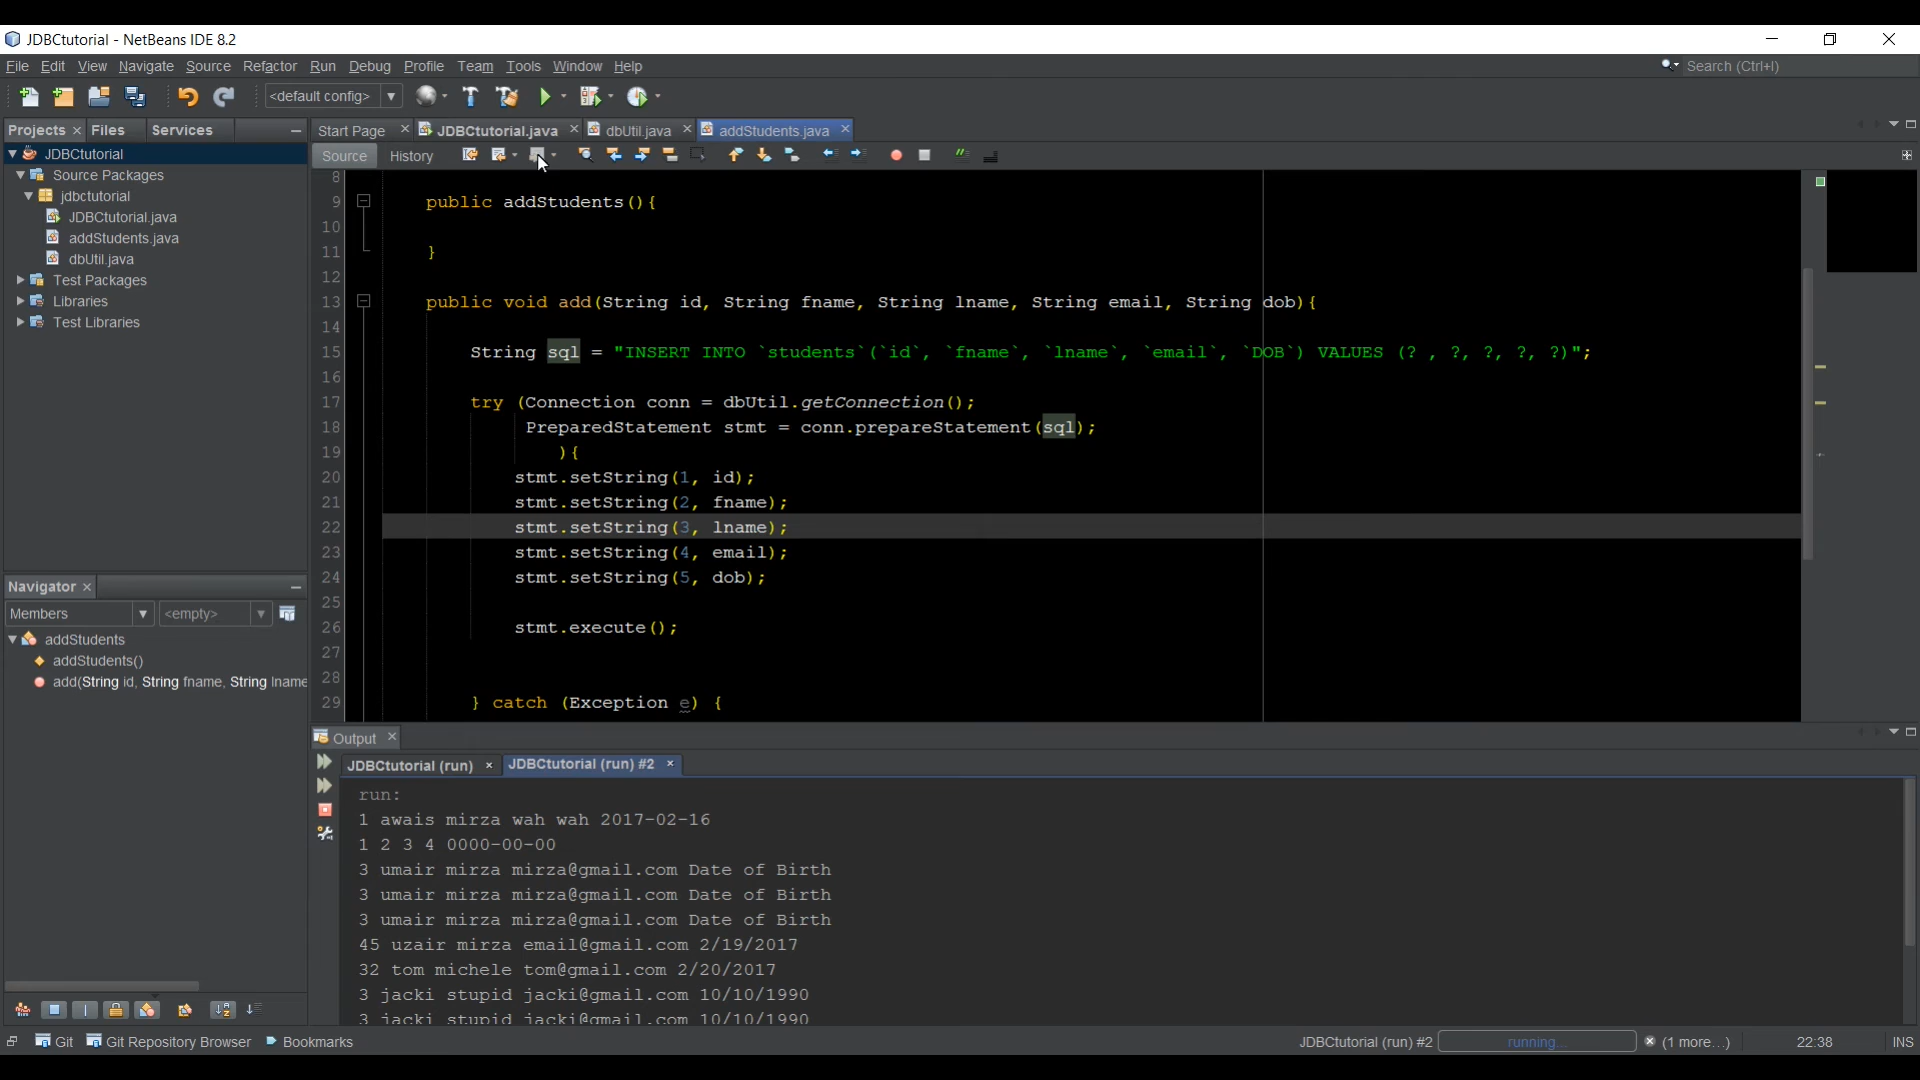 JDBCtutorial - NetBeans IDE 8.2
File Edit View Navigate Source Refactor Run Debug Profile Team Tools Window Help
Search (Ctrl+I)
<default config>
Projects Files Services
Start Page JDBCtutorial.java dbUtil.java addStudents.java
Source History
JDBCtutorial
Source Packages
jdbctutorial
JDBCtutorial.java
addStudents.java
dbUtil.java
Test Packages
Libraries
Test Libraries
8
9 public addStudents(){
10
11 }
12
13 public void add(String id, String fname, String lname, String email, String dob){
14
15 String sql = "INSERT INTO `students`(`id`, `fname`, `lname`, `email`, `DOB`) VALUES (? , ?, ?, ?, ?)";
16
17 try (Connection conn = dbUtil.getConnection();
18 PreparedStatement stmt = conn.prepareStatement(sql);
19 ){
20 stmt.setString(1, id);
21 stmt.setString(2, fname);
22 stmt.setString(3, lname);
23 stmt.setString(4, email);
24 stmt.setString(5, dob);
25
26 stmt.execute();
27
28
29 } catch (Exception e) {
Navigator
Members <empty>
addStudents
addStudents()
add(String id, String fname, String lname
Output
JDBCtutorial (run) JDBCtutorial (run) #2
run:
1 awais mirza wah wah 2017-02-16
1 2 3 4 0000-00-00
3 umair mirza mirza@gmail.com Date of Birth
3 umair mirza mirza@gmail.com Date of Birth
3 umair mirza mirza@gmail.com Date of Birth
45 uzair mirza email@gmail.com 2/19/2017
32 tom michele tom@gmail.com 2/20/2017
3 jacki stupid jacki@gmail.com 10/10/1990
3 jacki stupid jacki@gmail.com 10/10/1990
Git Git Repository Browser Bookmarks
JDBCtutorial (run) #2 running... (1 more...) 22:38 INS